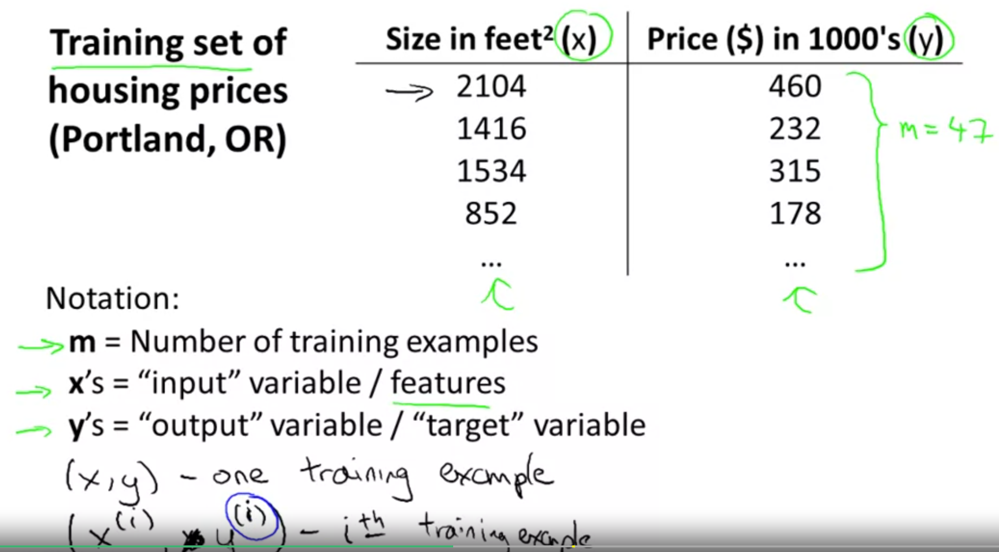 Training set of
housing prices
(Portland, OR)
Size in feet² (x) Price ($) in 1000's (y)
→ 2104 460
1416 232
1534 315
852 178
... ...
m = 47
Notation:
→ m = Number of training examples
→ x's = “input” variable / features
→ y's = “output” variable / “target” variable
(x,y) - one training example
(x^(i), y^(i)) - i^th training example